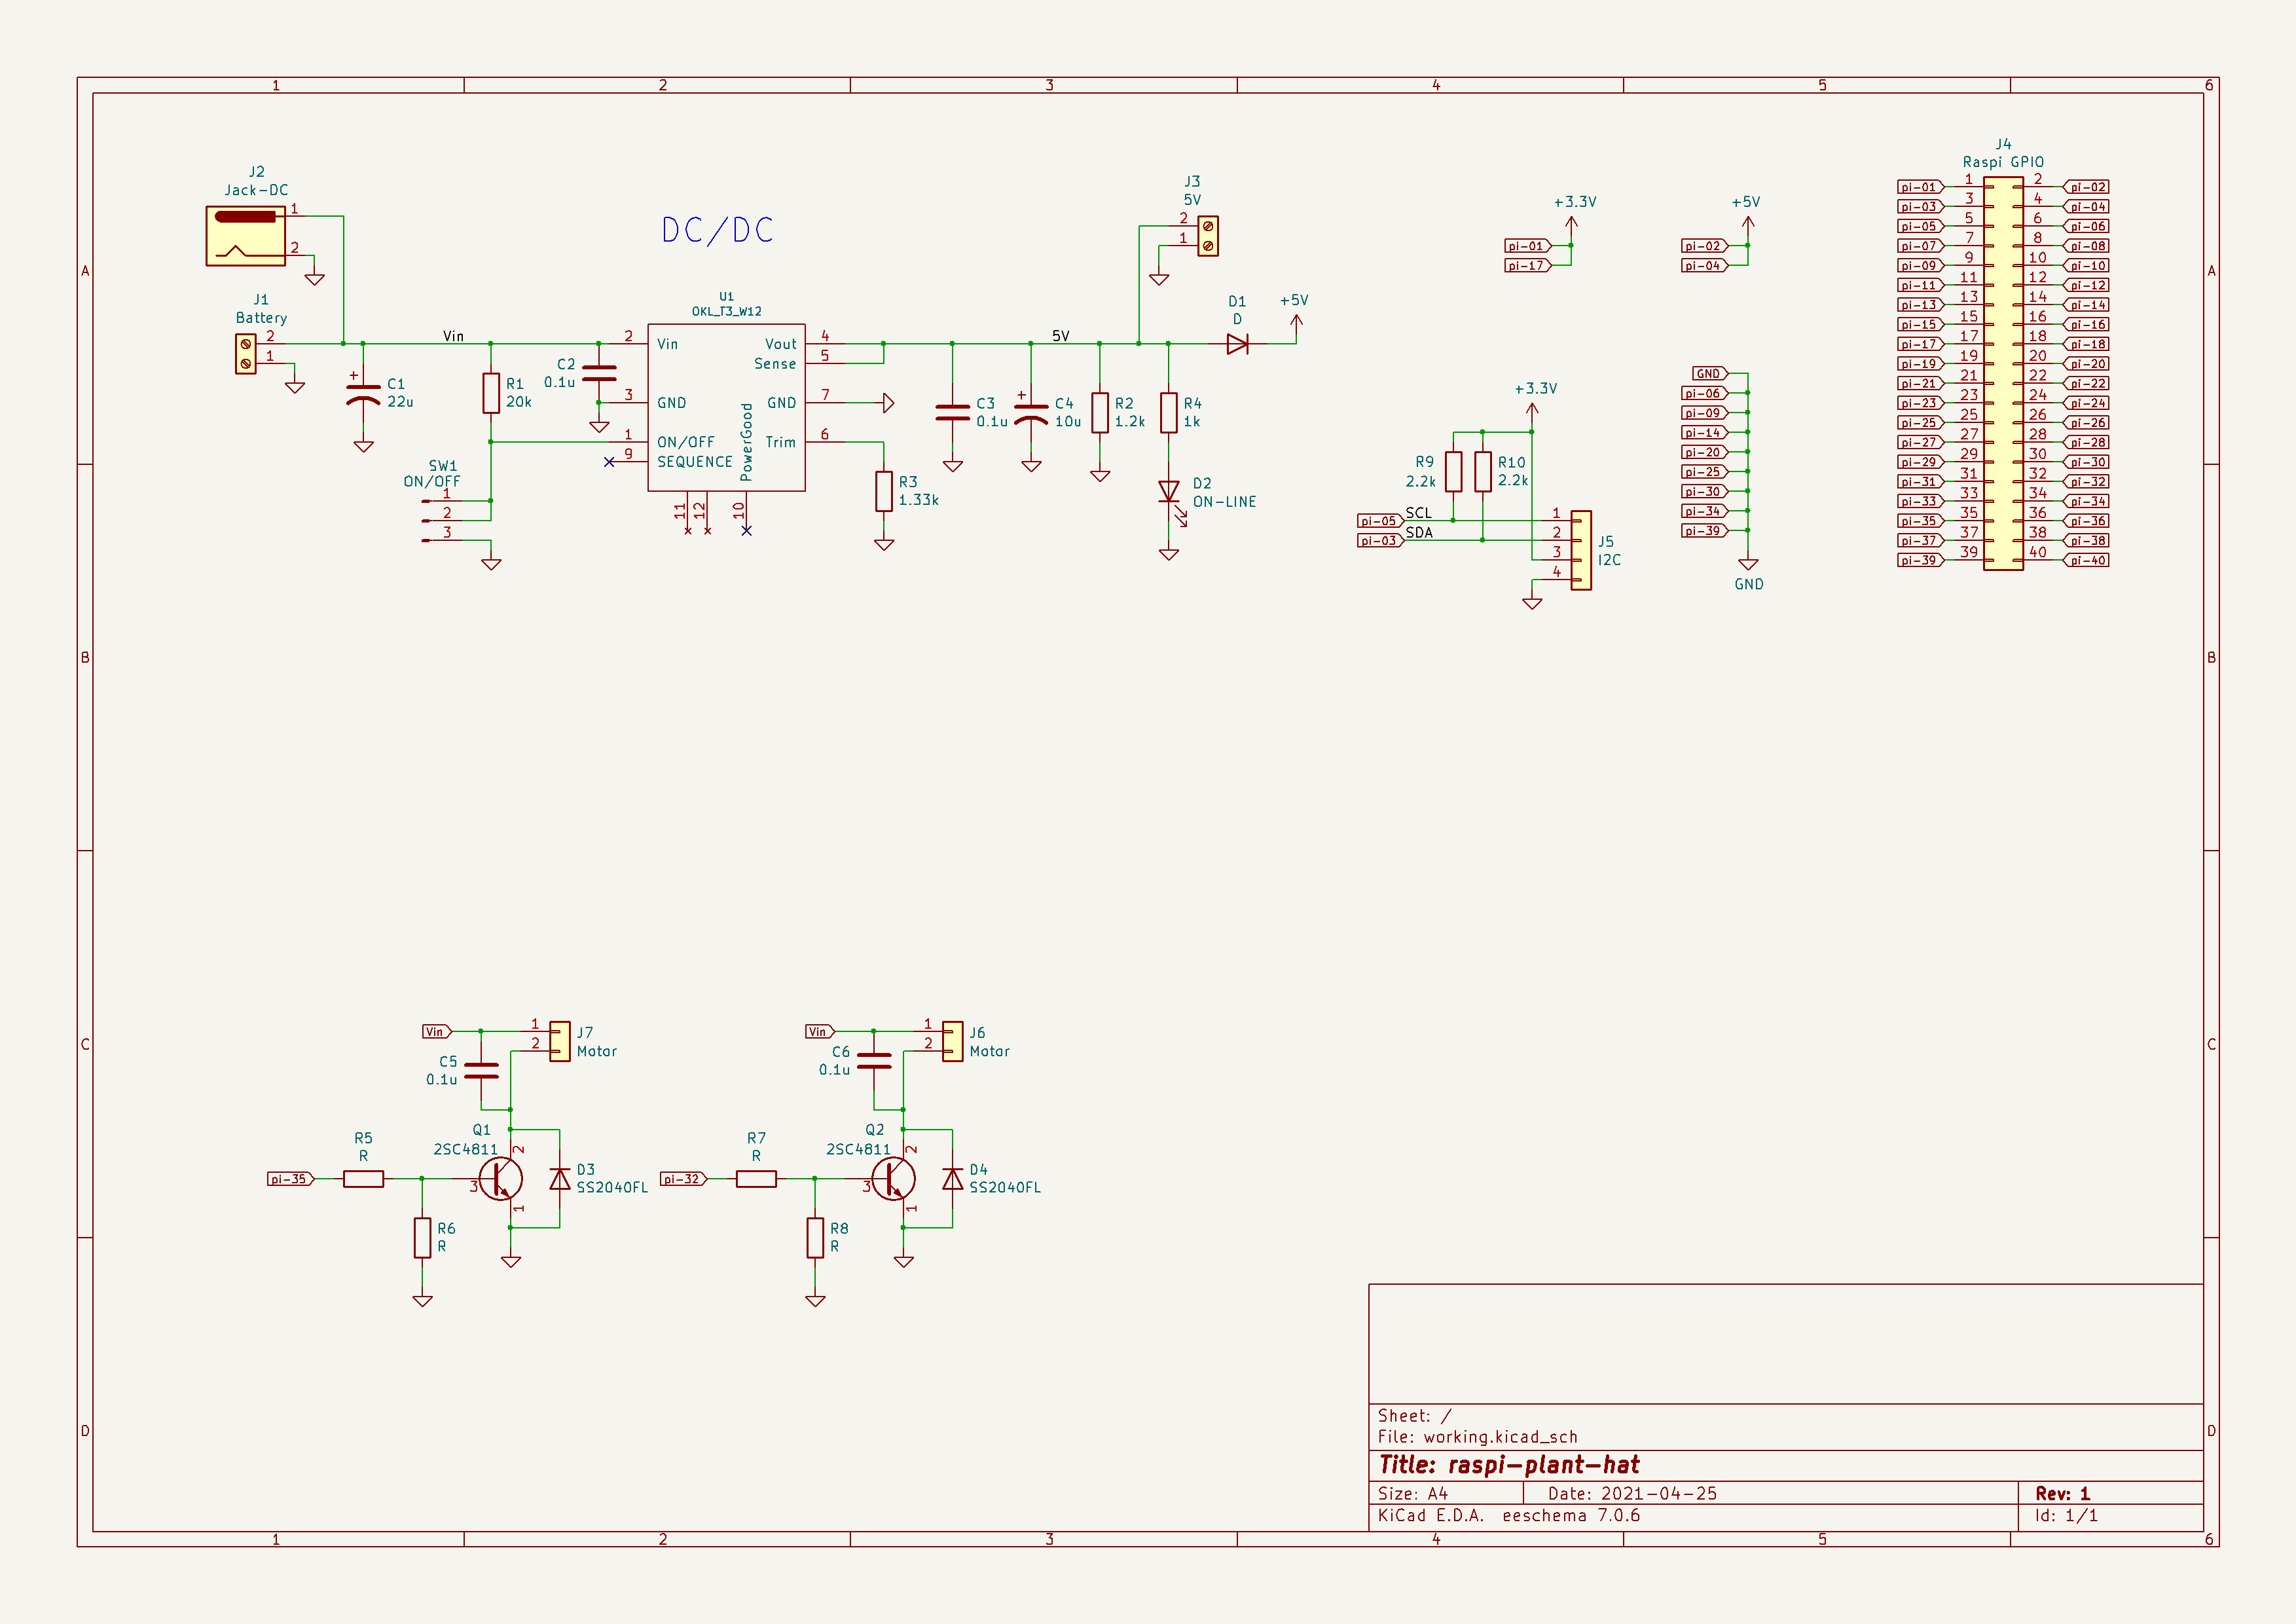 1 2 3 4 5 6
A A
B B
C C
D D
1 2 3 4 5 6
J2
Jack-DC
1
2
J1
Battery
2
1
Vin
+
C1
22u
R1
20k
C2
0.1u
SW1
ON/OFF
1
2
3
DC/DC
U1
OKL_T3_W12
2 Vin
3 GND
1 ON/OFF
9 SEQUENCE
PowerGood
11
12
10
Vout 4
Sense 5
GND 7
Trim 6
R3
1.33k
C3
0.1u
+
C4
10u
5V
R2
1.2k
R4
1k
D2
ON-LINE
J3
5V
2
1
D1
D
+5V
+3.3V
pi-01
pi-17
+5V
pi-02
pi-04
+3.3V
R9
2.2k
R10
2.2k
pi-05 SCL
pi-03 SDA
1
2
3
4
J5
I2C
GND
pi-06
pi-09
pi-14
pi-20
pi-25
pi-30
pi-34
pi-39
GND
J4
Raspi GPIO
pi-01 1 2 pi-02
pi-03 3 4 pi-04
pi-05 5 6 pi-06
pi-07 7 8 pi-08
pi-09 9 10 pi-10
pi-11 11 12 pi-12
pi-13 13 14 pi-14
pi-15 15 16 pi-16
pi-17 17 18 pi-18
pi-19 19 20 pi-20
pi-21 21 22 pi-22
pi-23 23 24 pi-24
pi-25 25 26 pi-26
pi-27 27 28 pi-28
pi-29 29 30 pi-30
pi-31 31 32 pi-32
pi-33 33 34 pi-34
pi-35 35 36 pi-36
pi-37 37 38 pi-38
pi-39 39 40 pi-40
Vin
1
2
J7
Motar
C5
0.1u
Q1
2SC4811
2
3
1
R5
R
pi-35
R6
R
D3
SS2040FL
Vin
1
2
J6
Motar
C6
0.1u
Q2
2SC4811
2
3
1
R7
R
pi-32
R8
R
D4
SS2040FL
Sheet: /
File: working.kicad_sch
Title: raspi-plant-hat
Size: A4 Date: 2021-04-25 Rev: 1
KiCad E.D.A. eeschema 7.0.6 Id: 1/1